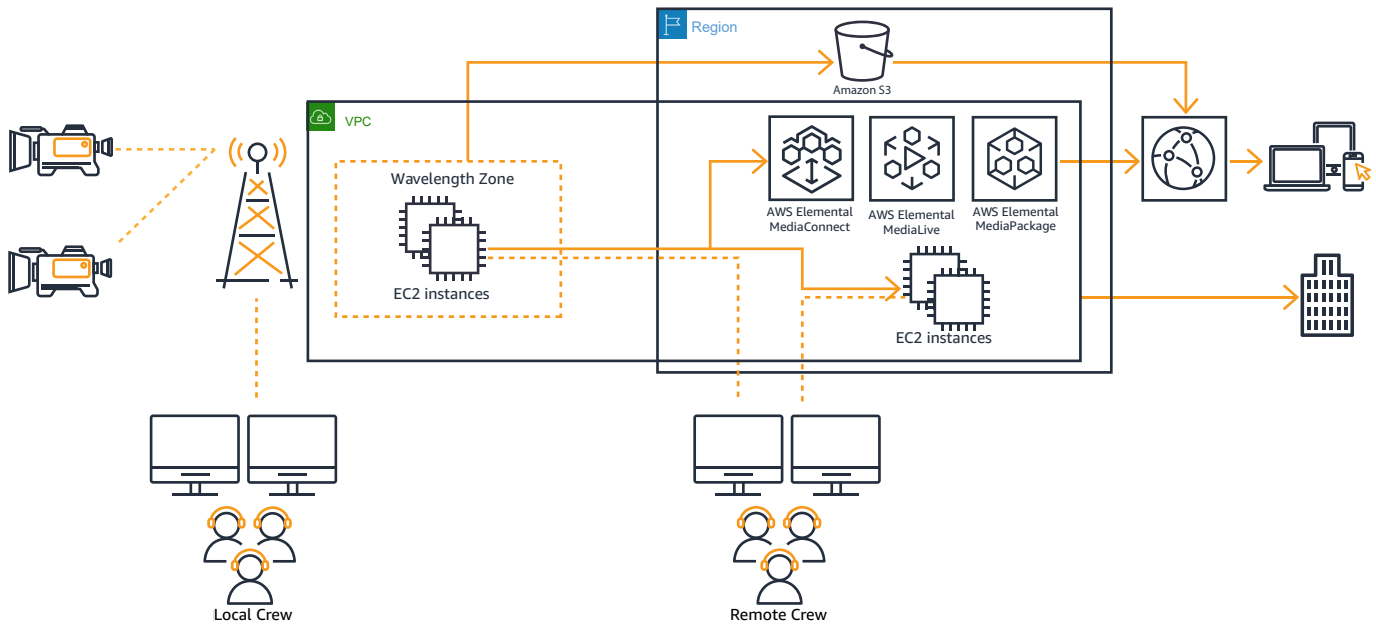 Region
Amazon S3
VPC
Wavelength Zone
EC2 instances
AWS Elemental
MediaConnect
AWS Elemental
MediaLive
AWS Elemental
MediaPackage
EC2 instances
Local Crew
Remote Crew